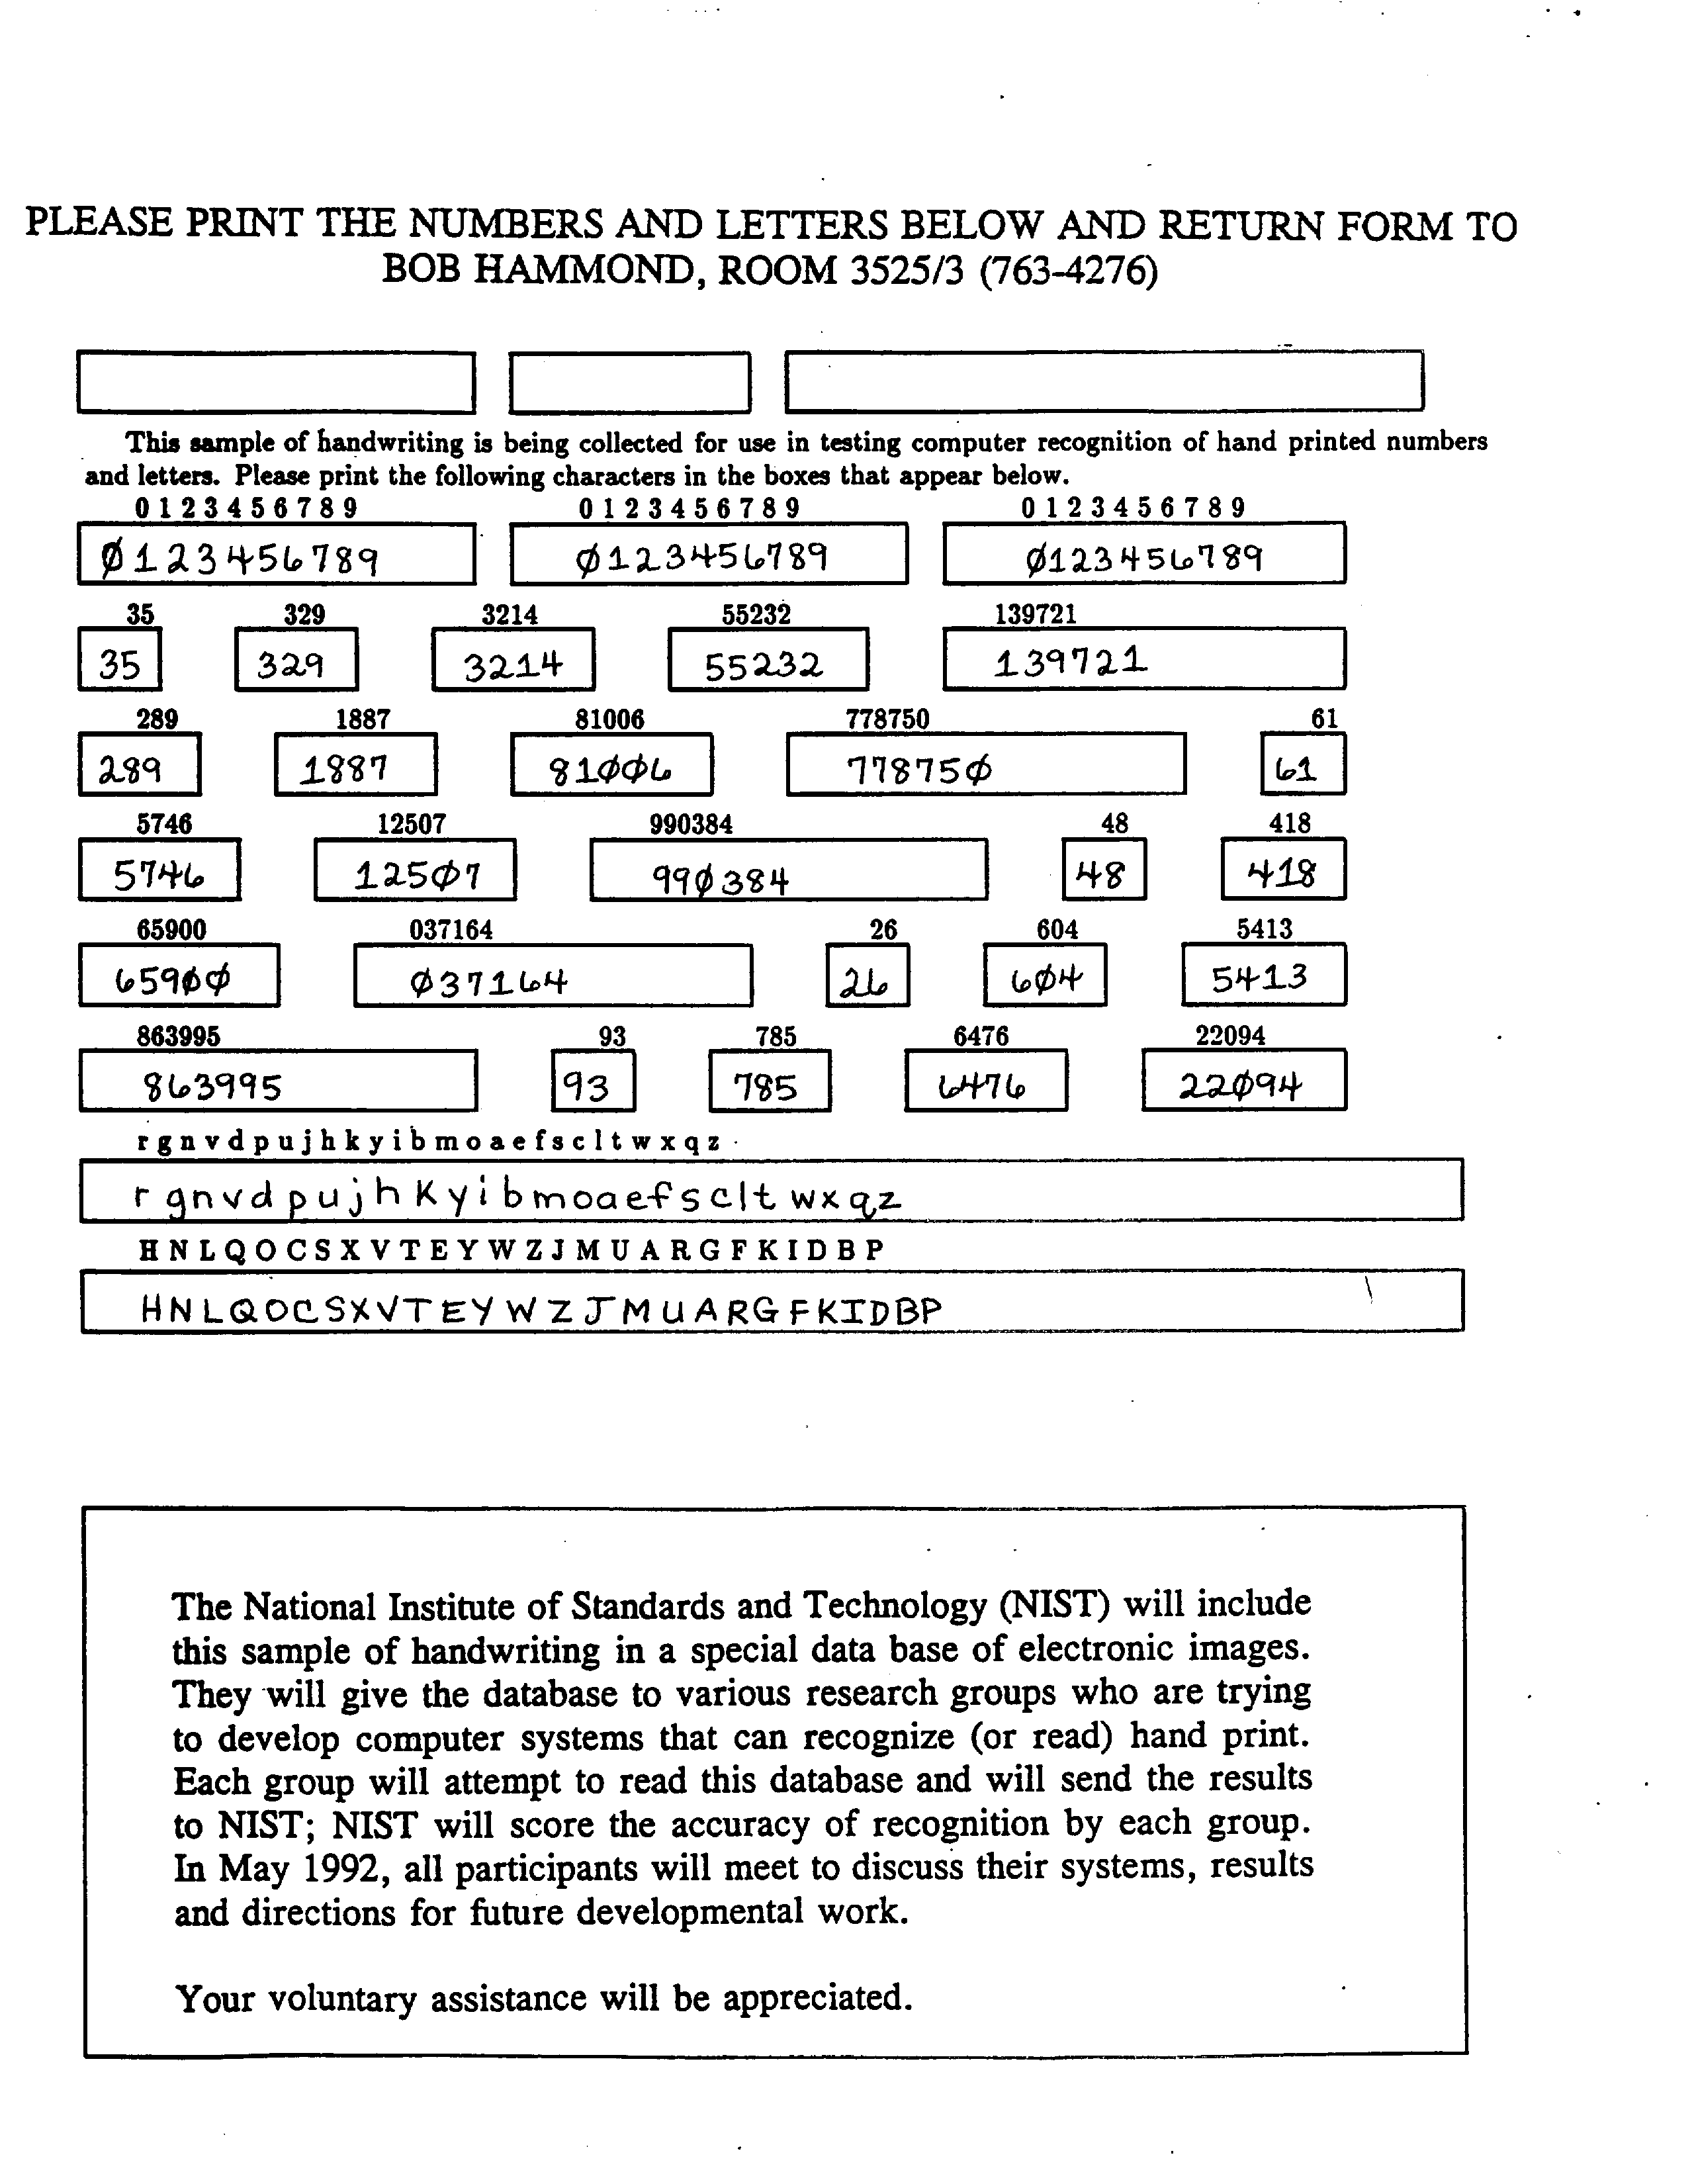 PLEASE PRINT THE NUMBERS AND LETTERS BELOW AND RETURN FORM TO
BOB HAMMOND, ROOM 3525/3 (763-4276)
This sample of handwriting is being collected for use in testing computer recognition of hand printed numbers
and letters. Please print the following characters in the boxes that appear below.
0 1 2 3 4 5 6 7 8 9 0 1 2 3 4 5 6 7 8 9 0 1 2 3 4 5 6 7 8 9
Ø123456789 Ø123456789 Ø123456789
35 329 3214 55232 139721
35 329 3214 55232 139721
289 1887 81006 778750 61
289 1887 81ØØ6 77875Ø 61
5746 12507 990384 48 418
5746 125Ø7 99Ø384 48 418
65900 037164 26 604 5413
659ØØ Ø37164 26 6Ø4 5413
863995 93 785 6476 22094
863995 93 785 6476 22Ø94
r g n v d p u j h k y i b m o a e f s c l t w x q z
r g n v d p u j h K y i b m o a e f s c l t w x q z
H N L Q O C S X V T E Y W Z J M U A R G F K I D B P
H N L Q O C S X V T E Y W Z J M U A R G F K I D B P
The National Institute of Standards and Technology (NIST) will include
this sample of handwriting in a special data base of electronic images.
They will give the database to various research groups who are trying
to develop computer systems that can recognize (or read) hand print.
Each group will attempt to read this database and will send the results
to NIST; NIST will score the accuracy of recognition by each group.
In May 1992, all participants will meet to discuss their systems, results
and directions for future developmental work.
Your voluntary assistance will be appreciated.